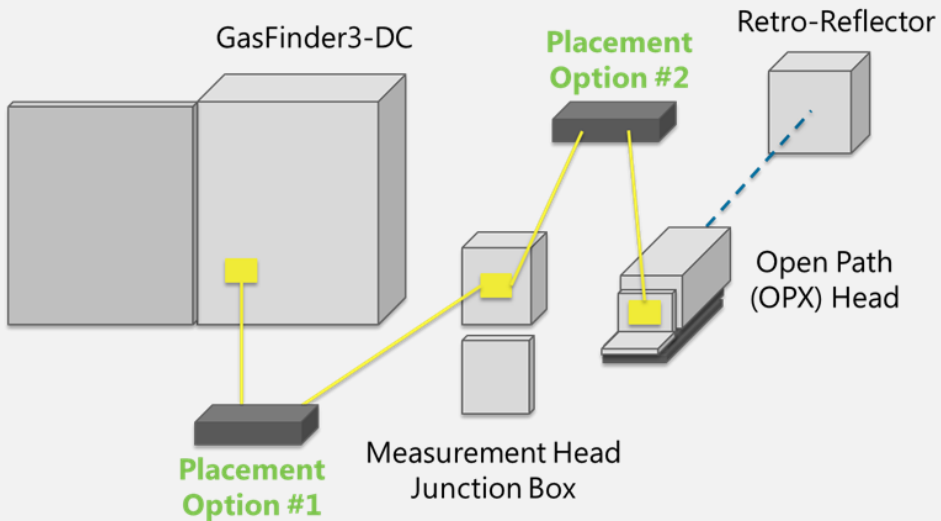 GasFinder3-DC
Placement
Option #2
Retro-Reflector
Open Path
(OPX) Head
Measurement Head
Junction Box
Placement
Option #1